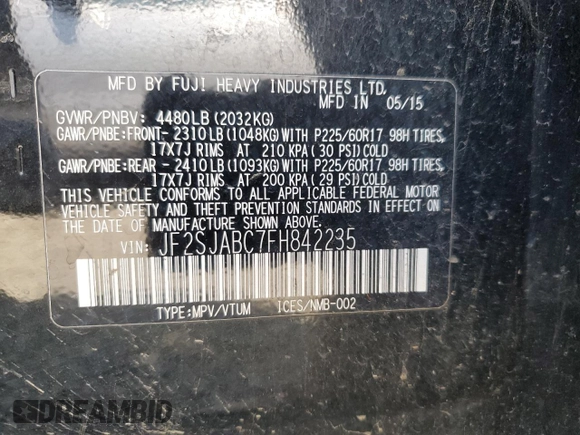 MFD BY FUJI HEAVY INDUSTRIES LTD.
MFD IN 05/15
GVWR/PNBV: 4480LB(2032KG)
GAWR/PNBE:FRONT-2310LB(1048KG)WITH P225/60R17 98H TIRES,
17X7J RIMS AT 210 KPA(30 PSI)COLD
GAWR/PNBE:REAR -2410LB(1093KG)WITH P225/60R17 98H TIRES,
17X7J RIMS AT 200 KPA(29 PSI)COLD
THIS VEHICLE CONFORMS TO ALL APPLICABLE FEDERAL MOTOR
VEHICLE SAFETY AND THEFT PREVENTION STANDARDS IN EFFECT ON
THE DATE OF MANUFACTURE SHOWN ABOVE.
VIN: JF2SJABC7FH842235
TYPE:MPV/VTUM ICES/NMB-002
DREAMBID